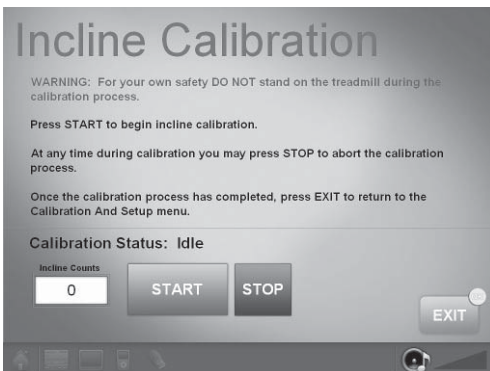 Incline Calibration
WARNING: For your own safety DO NOT stand on the treadmill during the
calibration process.
Press START to begin incline calibration.
At any time during calibration you may press STOP to abort the calibration
process.
Once the calibration process has completed, press EXIT to return to the
Calibration And Setup menu.
Calibration Status: Idle
Incline Counts
0
START
STOP
EXIT